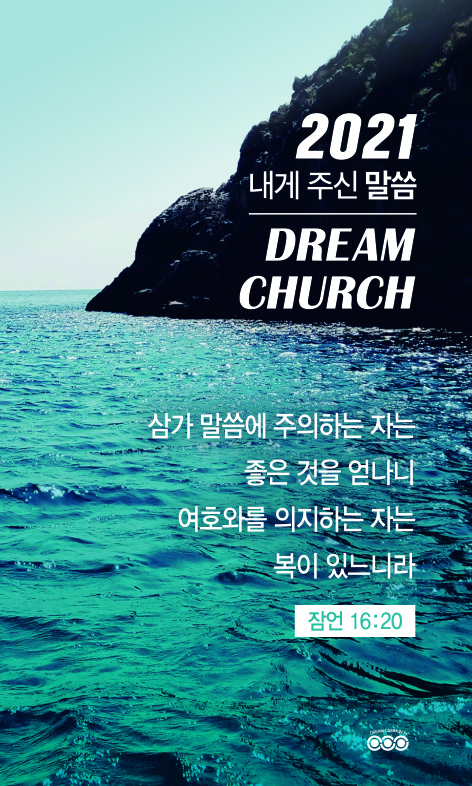 2021
내게 주신 말씀
DREAM
CHURCH
삼가 말씀에 주의하는 자는
좋은 것을 얻나니
여호와를 의지하는 자는
복이 있느니라
잠언 16:20